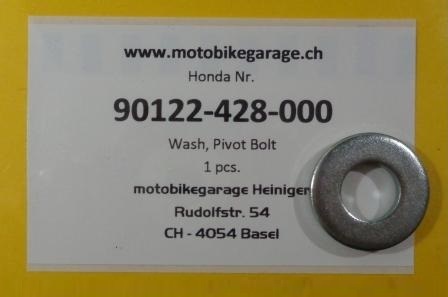 www.motobikegarage.ch
Honda Nr.
90122-428-000
Wash, Pivot Bolt
1 pcs.
motobikegarage Heiniger
Rudolfstr. 54
CH - 4054 Basel